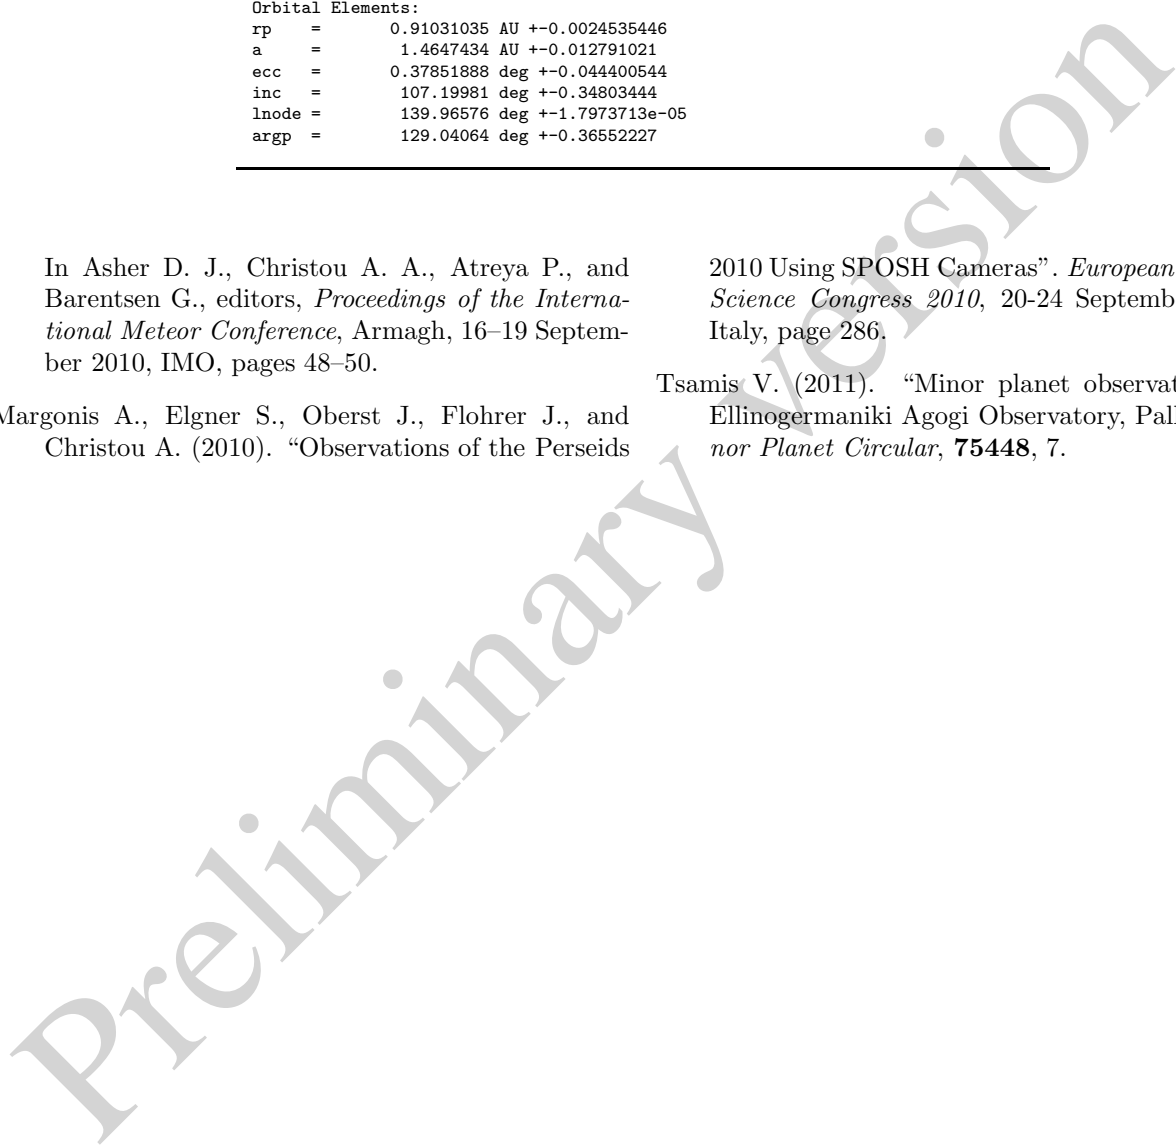 Orbital Elements:
rp    =       0.91031035 AU +-0.0024535446
a     =        1.4647434 AU +-0.012791021
ecc   =       0.37851888 deg +-0.044400544
inc   =        107.19981 deg +-0.34803444
lnode =        139.96576 deg +-1.7973713e-05
argp  =        129.04064 deg +-0.36552227
In Asher D. J., Christou A. A., Atreya P., and
Barentsen G., editors, Proceedings of the Interna-
tional Meteor Conference, Armagh, 16–19 Septem-
ber 2010, IMO, pages 48–50.
Margonis A., Elgner S., Oberst J., Flohrer J., and
Christou A. (2010). “Observations of the Perseids
2010 Using SPOSH Cameras”. European
Science Congress 2010, 20-24 Septemb
Italy, page 286.
Tsamis V. (2011). “Minor planet observat
Ellinogermaniki Agogi Observatory, Pall
nor Planet Circular, 75448, 7.
Preliminary version